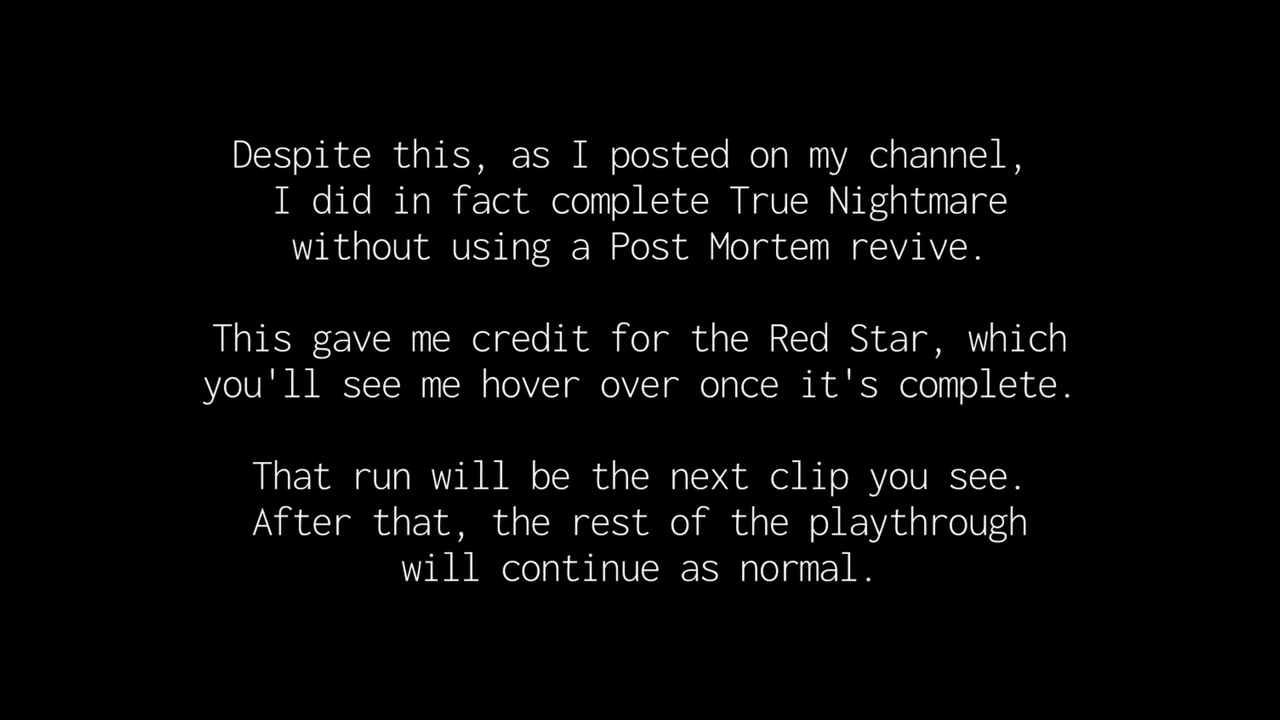 Despite this, as I posted on my channel,
I did in fact complete True Nightmare
without using a Post Mortem revive.
This gave me credit for the Red Star, which
you'll see me hover over once it's complete.
That run will be the next clip you see.
After that, the rest of the playthrough
will continue as normal.